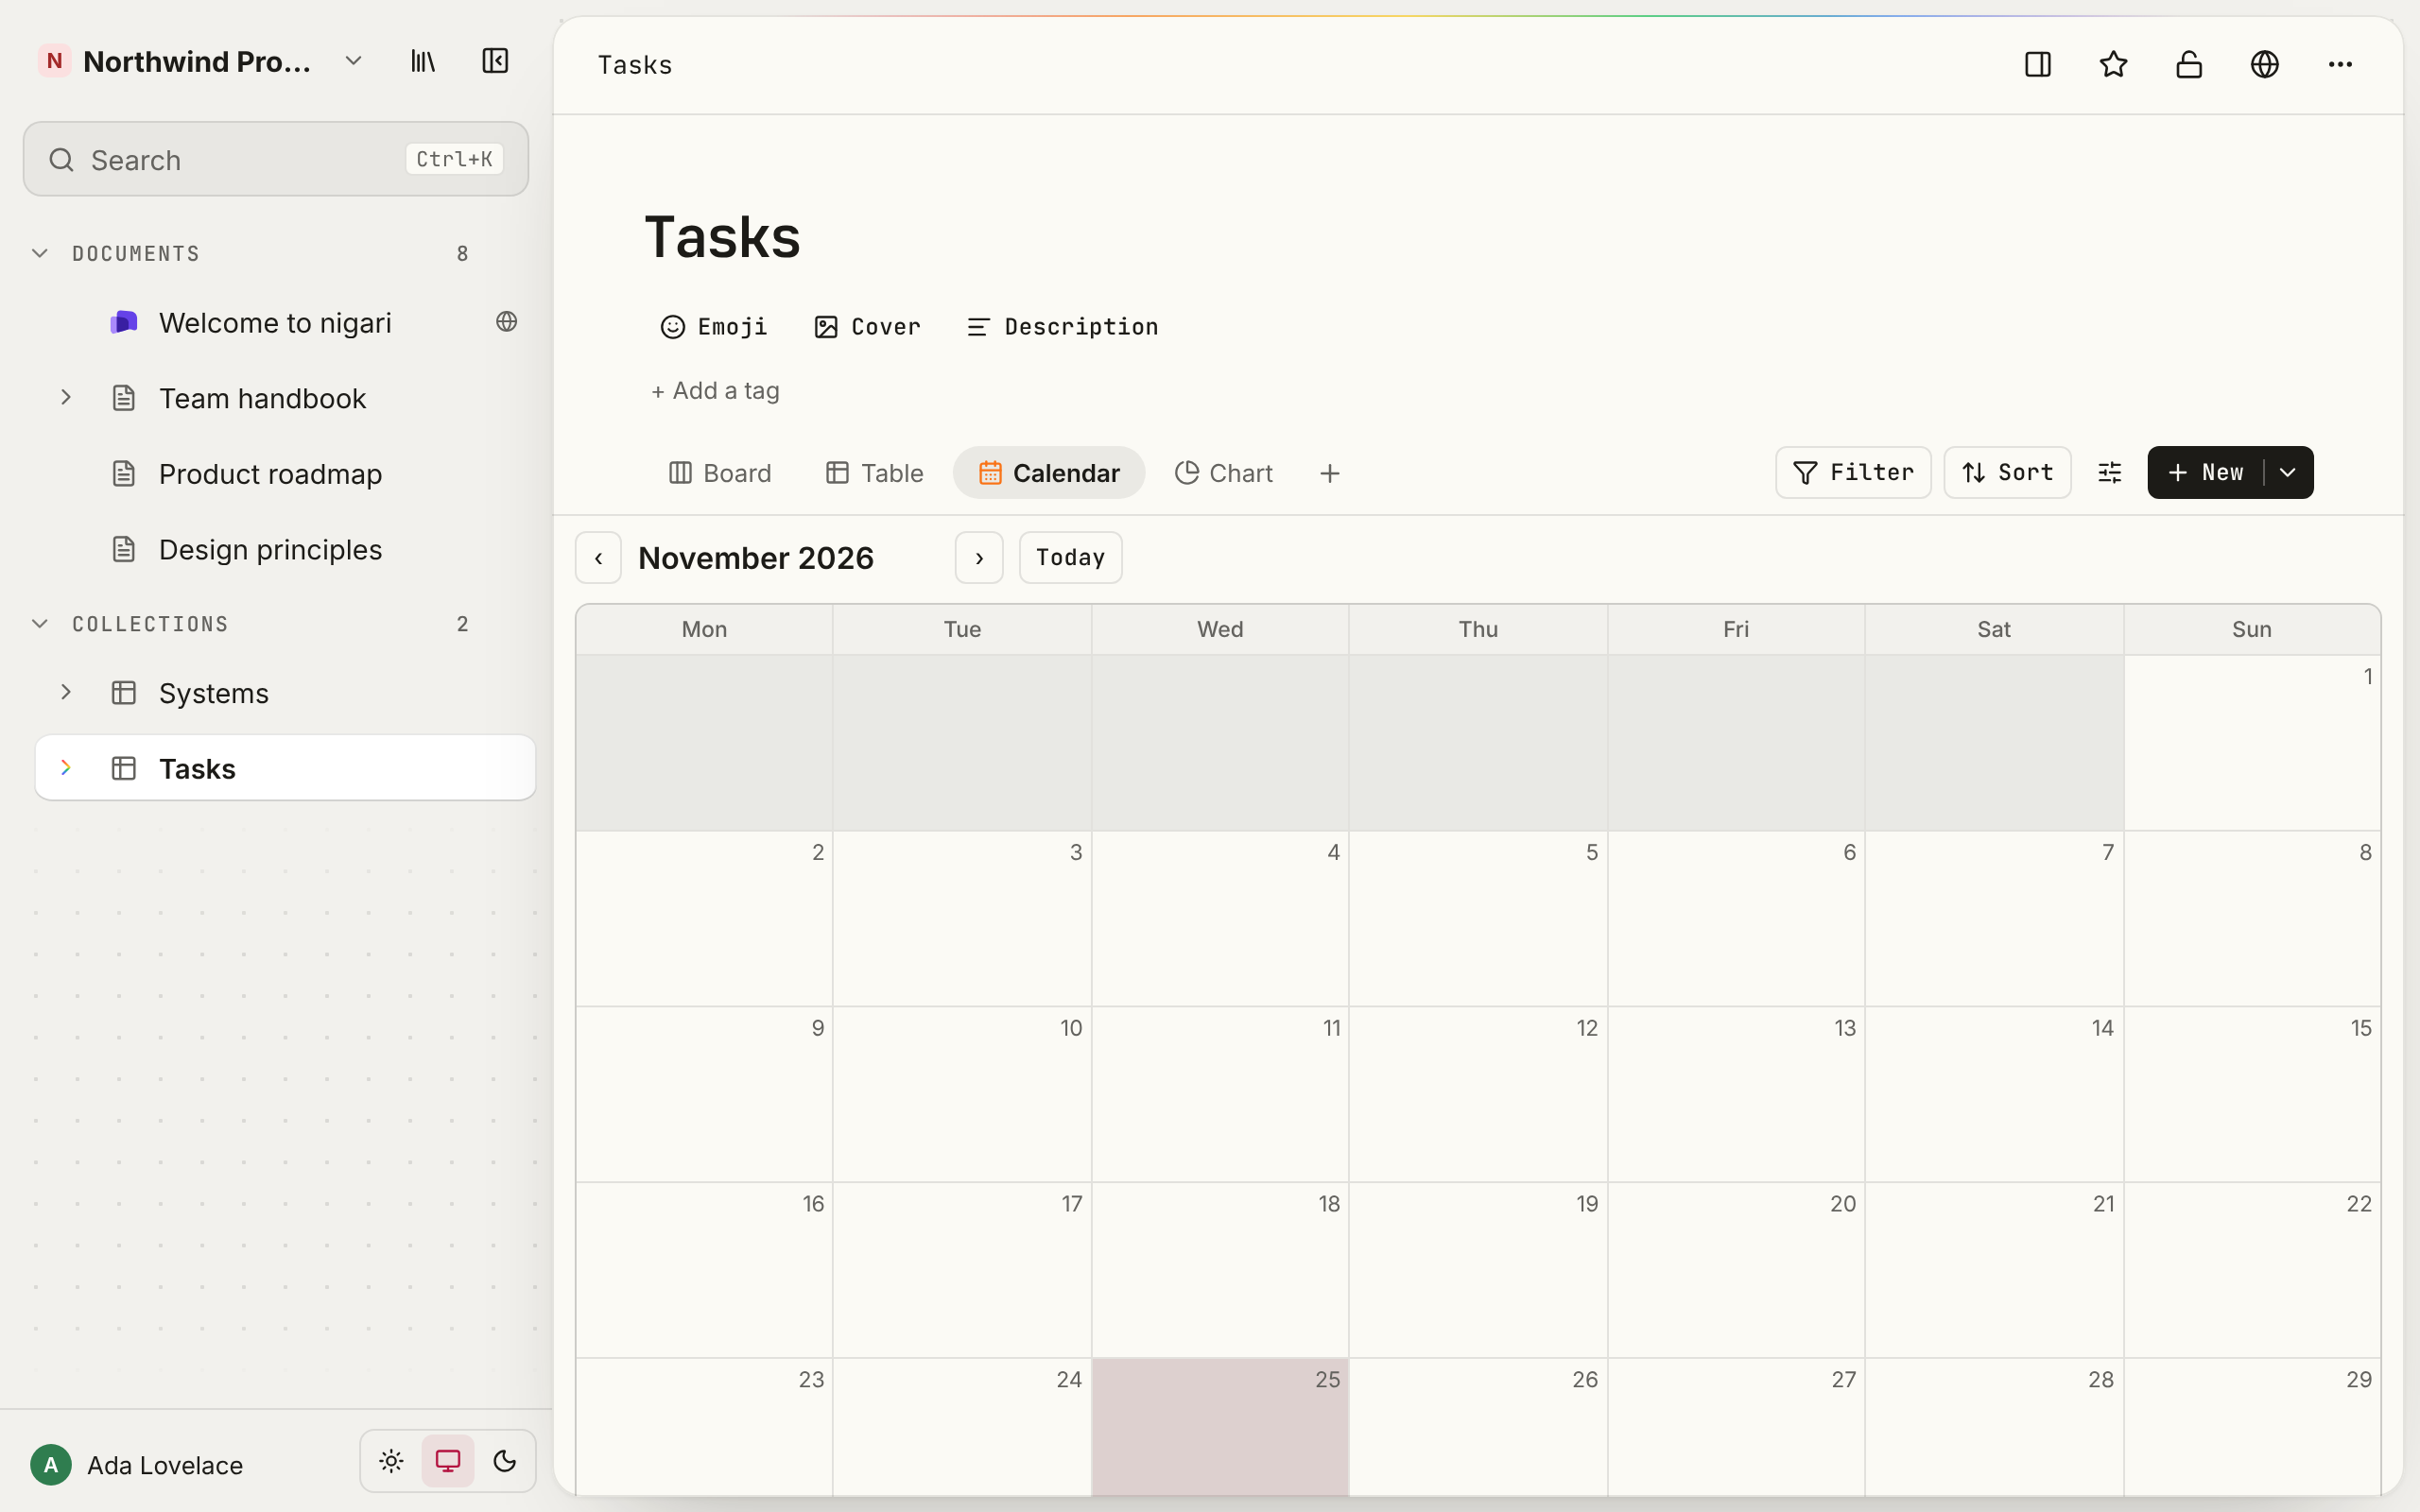 N Northwind Pro...
Search Ctrl+K
DOCUMENTS 8
Welcome to nigari
Team handbook
Product roadmap
Design principles
COLLECTIONS 2
Systems
Tasks
A Ada Lovelace
Tasks
Tasks
Emoji Cover Description
+ Add a tag
Board Table Calendar Chart + Filter Sort + New
‹ November 2026 › Today
Mon Tue Wed Thu Fri Sat Sun
1
2 3 4 5 6 7 8
9 10 11 12 13 14 15
16 17 18 19 20 21 22
23 24 25 26 27 28 29